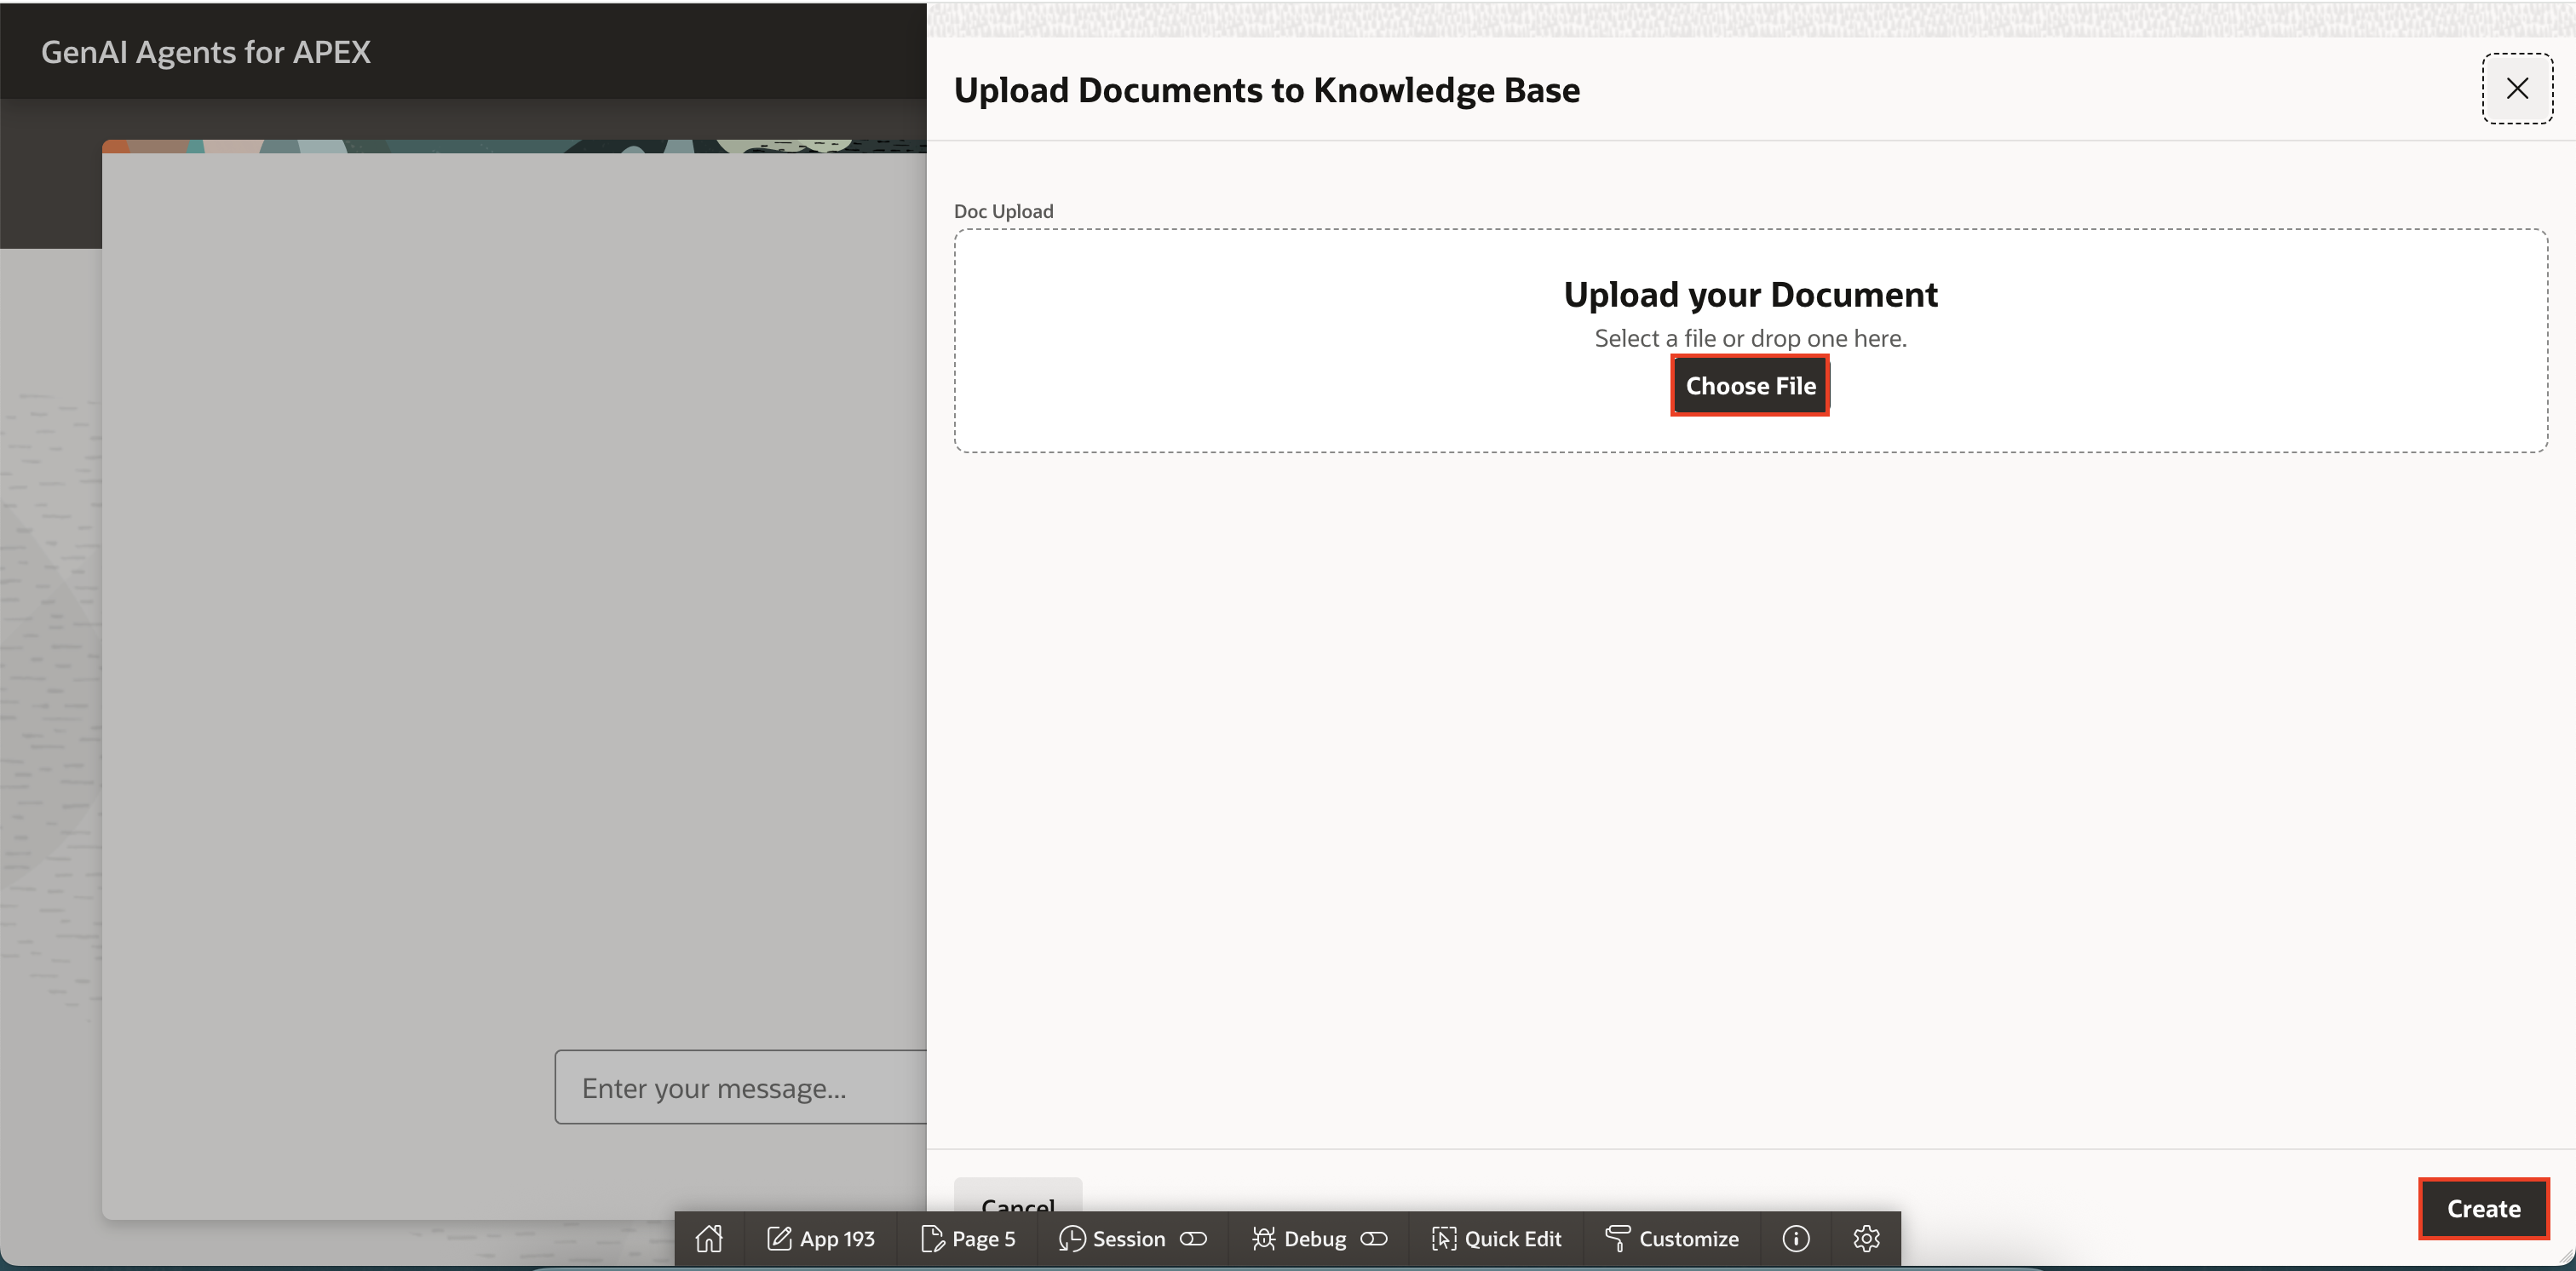 GenAI Agents for APEX
Upload Documents to Knowledge Base
Doc Upload
Upload your Document
Select a file or drop one here.
Choose File
Enter your message...
Cancel
Create
App 193
Page 5
Session
Debug
Quick Edit
Customize